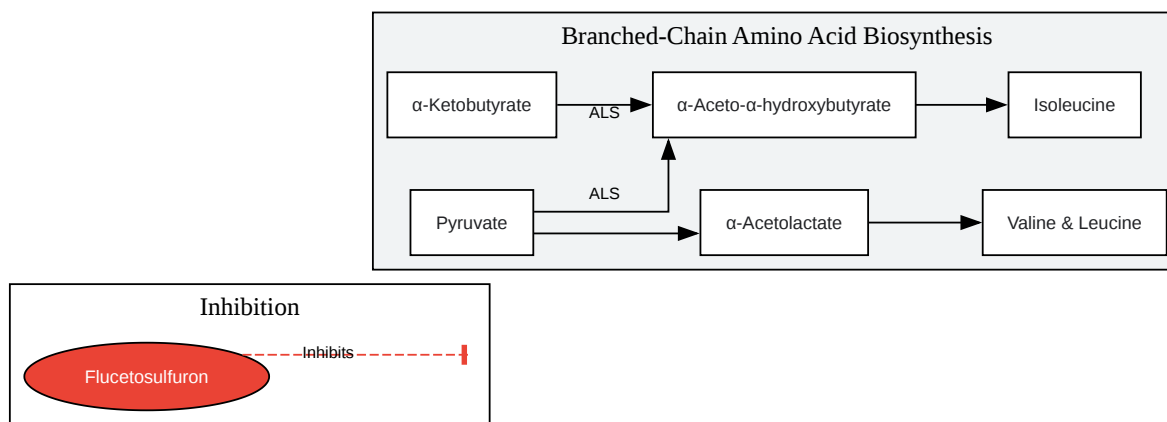 Branched-Chain Amino Acid Biosynthesis
α-Ketobutyrate
ALS
α-Aceto-α-hydroxybutyrate
Isoleucine
Pyruvate
ALS
α-Acetolactate
Valine & Leucine
Inhibition
Flucetosulfuron
Inhibits